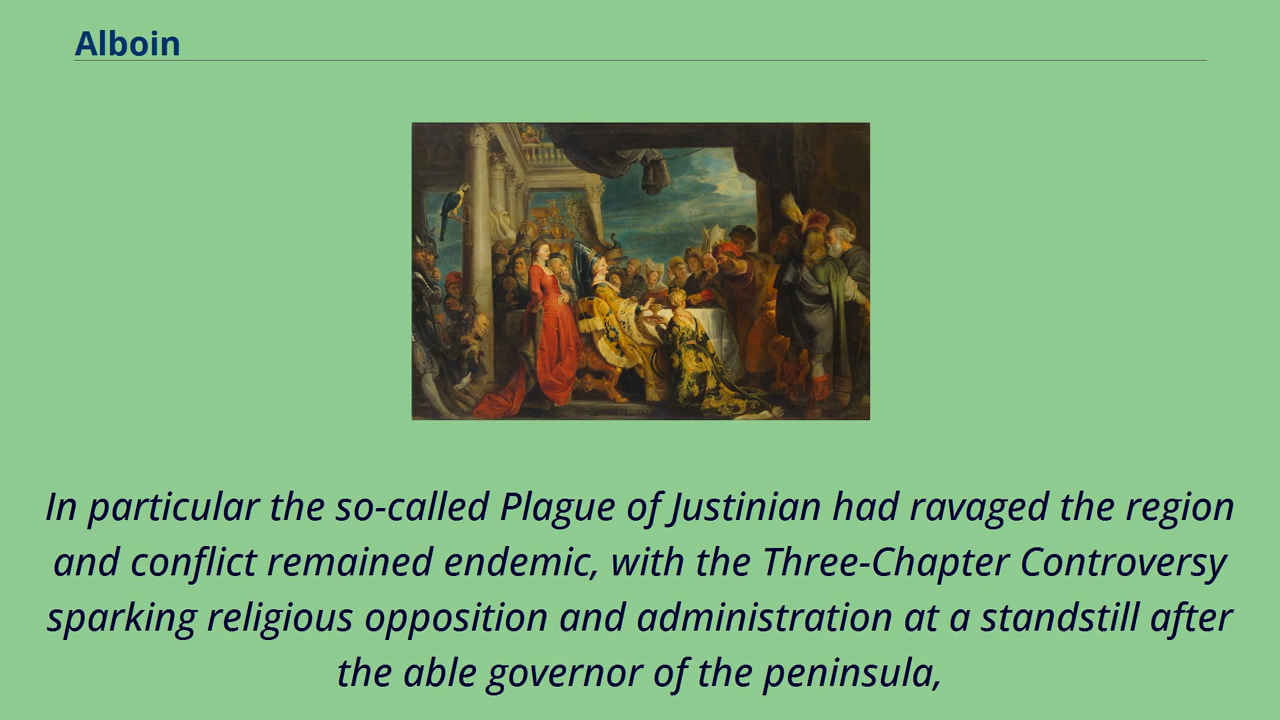 Alboin
In particular the so-called Plague of Justinian had ravaged the region
and conflict remained endemic, with the Three-Chapter Controversy
sparking religious opposition and administration at a standstill after
the able governor of the peninsula,